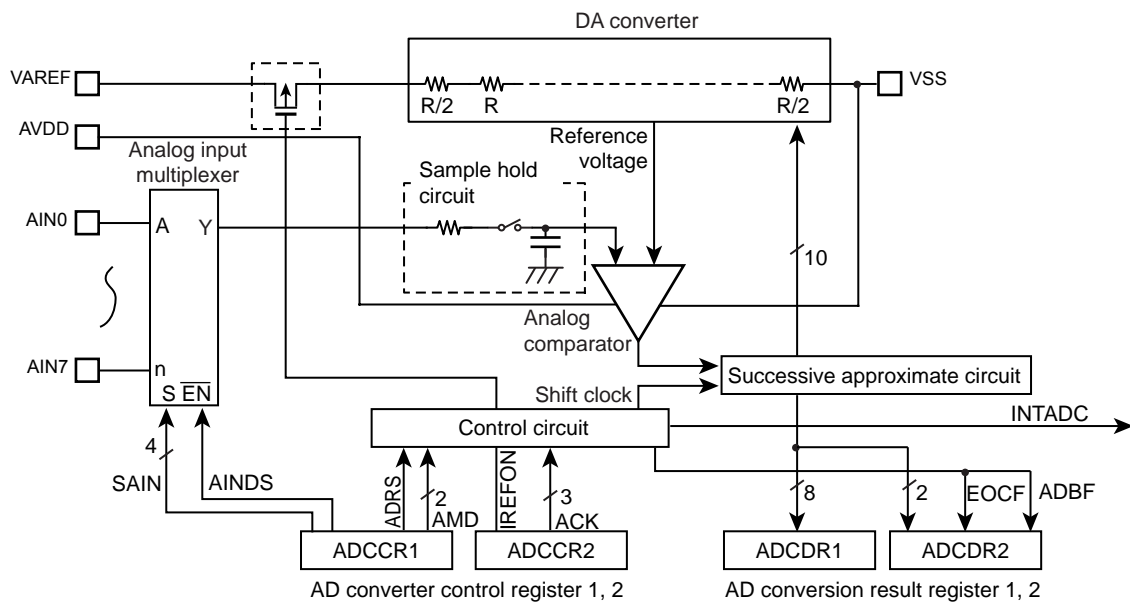 DA converter
VAREF
R/2
R
R/2
VSS
AVDD
Analog input
multiplexer
Reference
voltage
Sample hold
circuit
AIN0
A
Y
10
Analog
comparator
AIN7
n
S EN
Successive approximate circuit
Shift clock
INTADC
Control circuit
4
SAIN
AINDS
ADRS
2
AMD
IREFON
3
ACK
8
2
EOCF
ADBF
ADCCR1
ADCCR2
ADCDR1
ADCDR2
AD converter control register 1, 2
AD conversion result register 1, 2